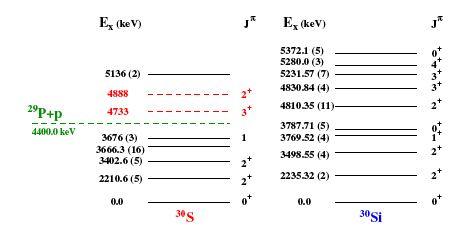 Eₓ (keV) Jπ Eₓ (keV) Jπ
5372.1 (5) 0+
5280.0 (3) 4+
5136 (2) 5231.57 (7) 3+
4888 2+ 4830.84 (4) 3+
4733 3+ 4810.35 (11) 2+
29P+p
4400.0 keV
3787.71 (5) 0+
3676 (3) 1 3769.52 (4) 1+
3666.3 (16)
3402.6 (5) 2+ 3498.55 (4) 2+
2210.6 (5) 2+ 2235.32 (2) 2+
0.0 0+ 0.0 0+
30S 30Si